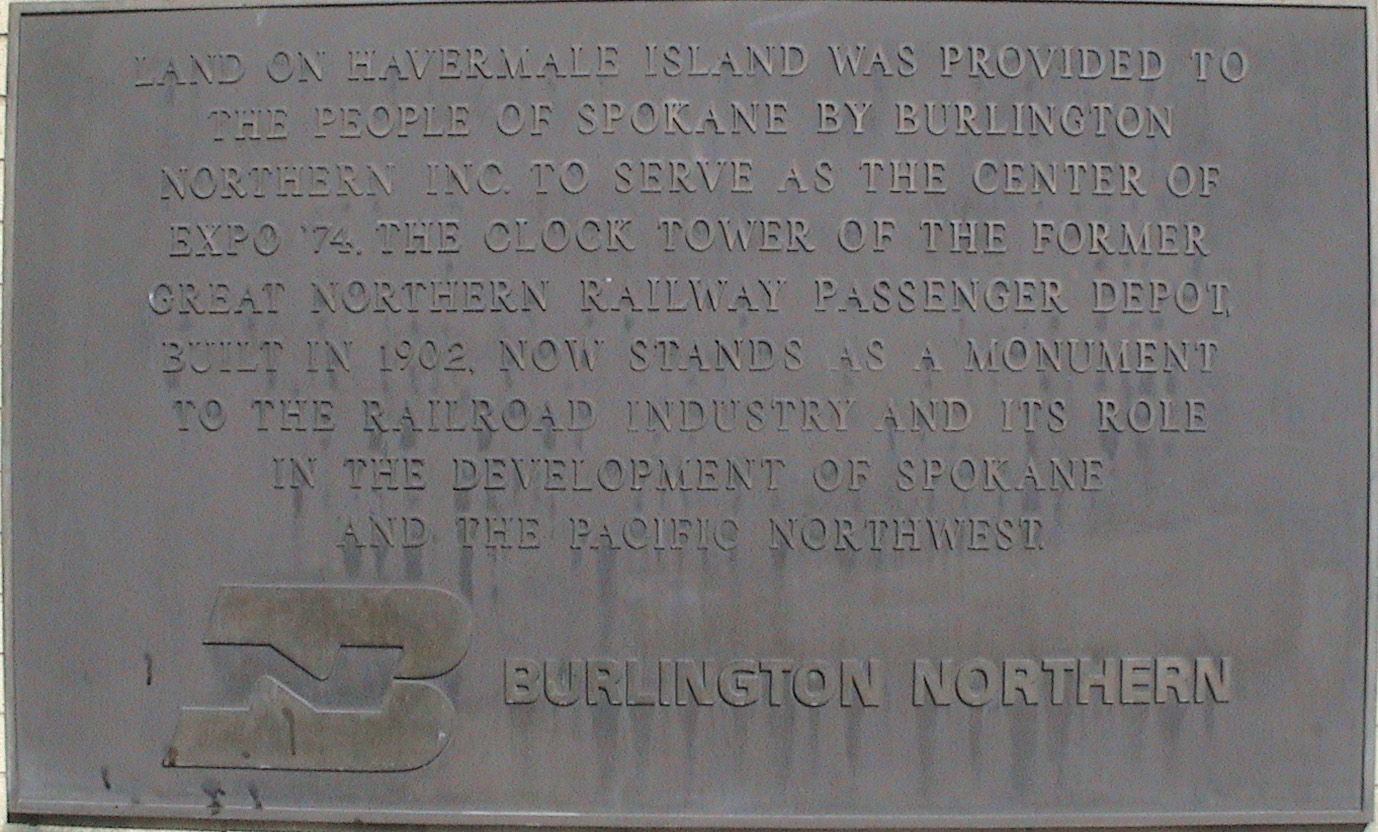 LAND ON HAVERMALE ISLAND WAS PROVIDED TO
THE PEOPLE OF SPOKANE BY BURLINGTON
NORTHERN INC. TO SERVE AS THE CENTER OF
EXPO '74. THE CLOCK TOWER OF THE FORMER
GREAT NORTHERN RAILWAY PASSENGER DEPOT,
BUILT IN 1902, NOW STANDS AS A MONUMENT
TO THE RAILROAD INDUSTRY AND ITS ROLE
IN THE DEVELOPMENT OF SPOKANE
AND THE PACIFIC NORTHWEST.
BURLINGTON NORTHERN